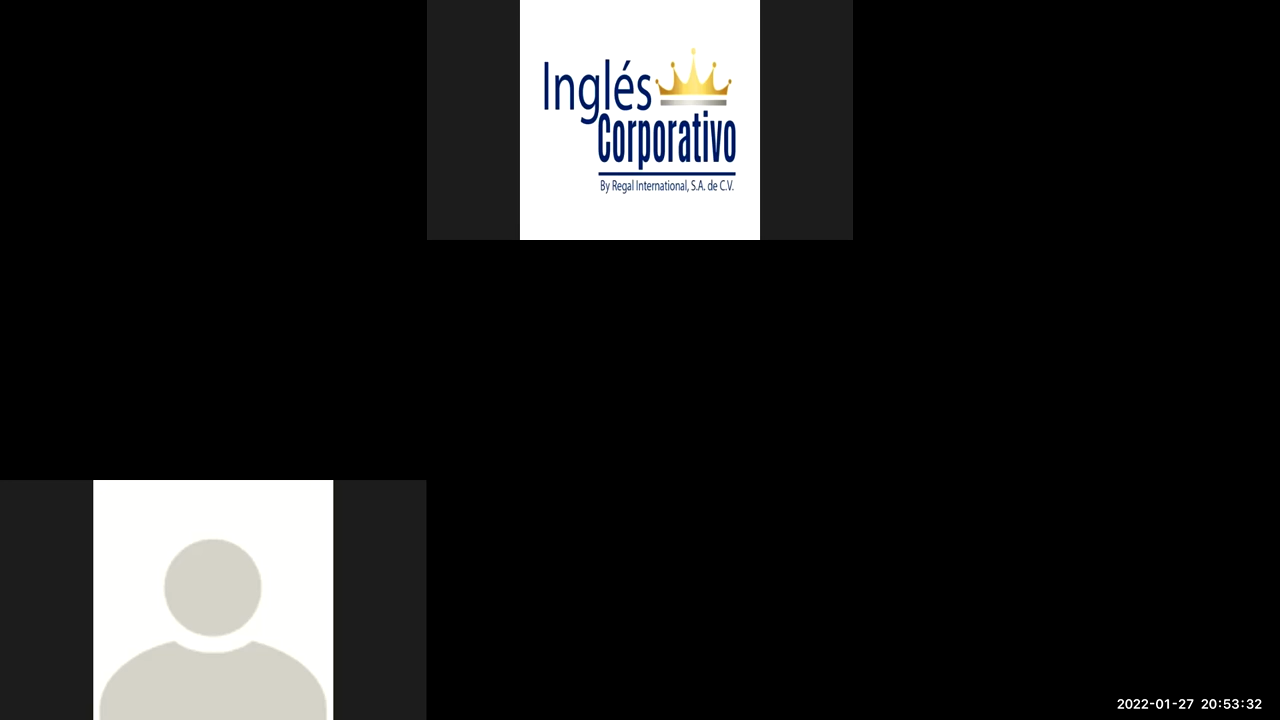 Inglés
Corporativo
By Regal International, S.A. de C.V.
2022-01-27 20:53:32